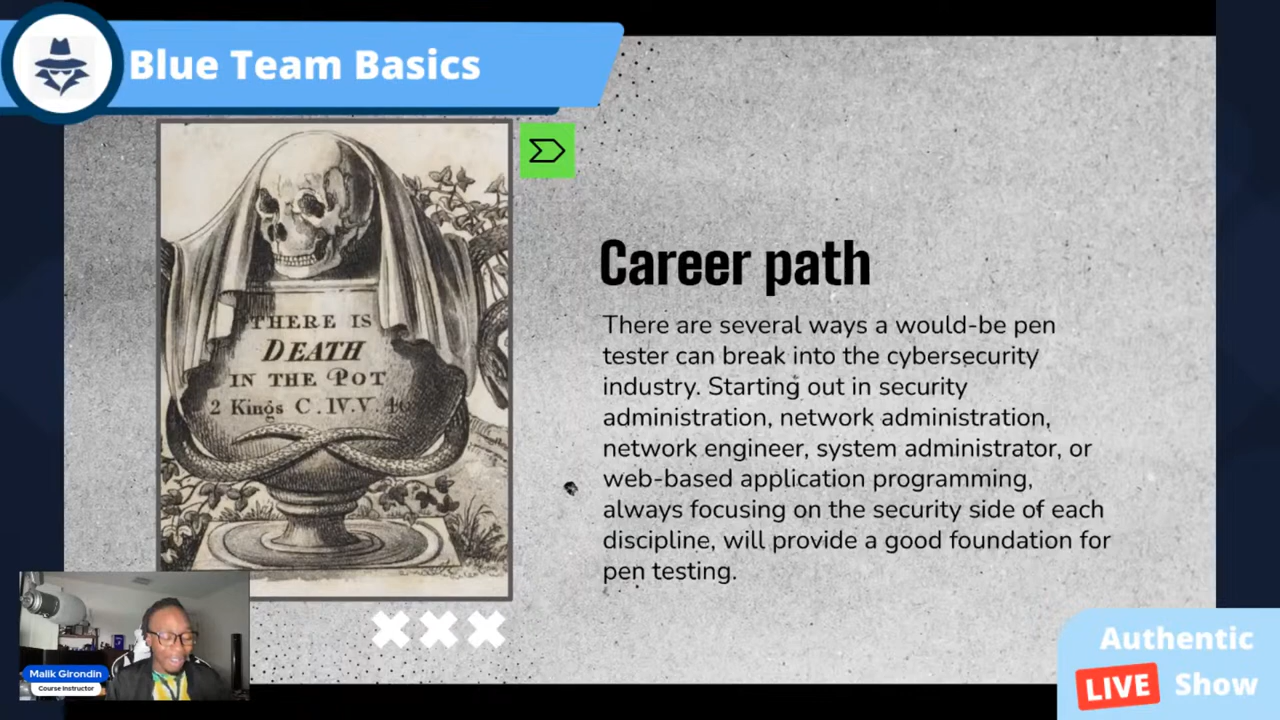 Blue Team Basics
THERE IS
DEATH
IN THE POT
2 Kings C.IV.V. 40
Career path
There are several ways a would-be pen
tester can break into the cybersecurity
industry. Starting out in security
administration, network administration,
network engineer, system administrator, or
web-based application programming,
always focusing on the security side of each
discipline, will provide a good foundation for
pen testing.
Malik Girondin
Course Instructor
Authentic
LIVE Show